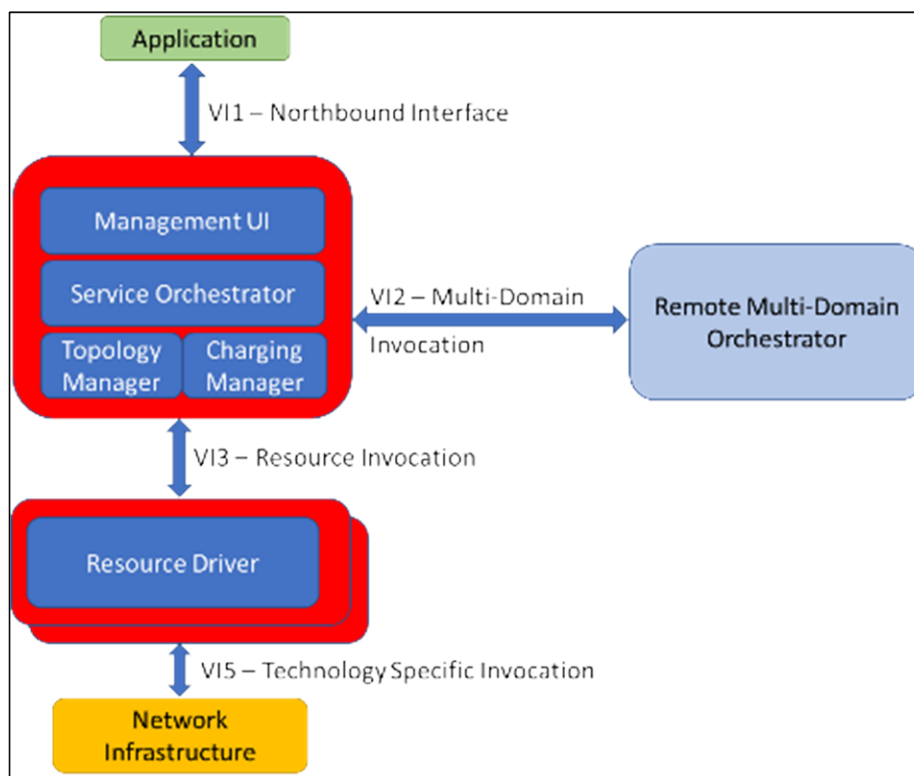 Application
VI1 – Northbound Interface
Management UI
Service Orchestrator
Topology
Manager
Charging
Manager
VI2 – Multi-Domain
Invocation
Remote Multi-Domain
Orchestrator
VI3 – Resource Invocation
Resource Driver
VI5 – Technology Specific Invocation
Network
Infrastructure